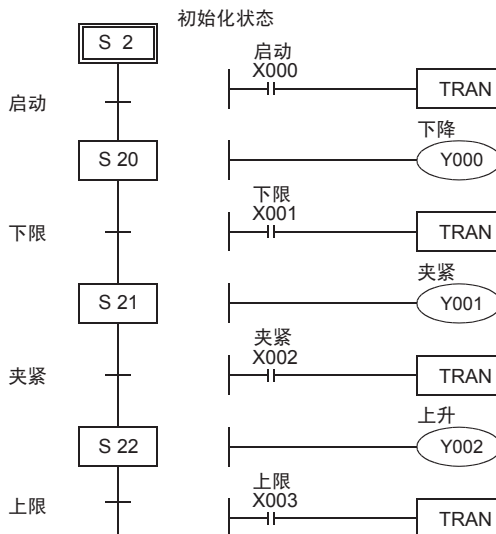 初始化状态
S 2
启动
X000
启动
TRAN
S 20
下降
Y000
下限
下限
X001
TRAN
S 21
夹紧
Y001
夹紧
夹紧
X002
TRAN
S 22
上升
Y002
上限
上限
X003
TRAN